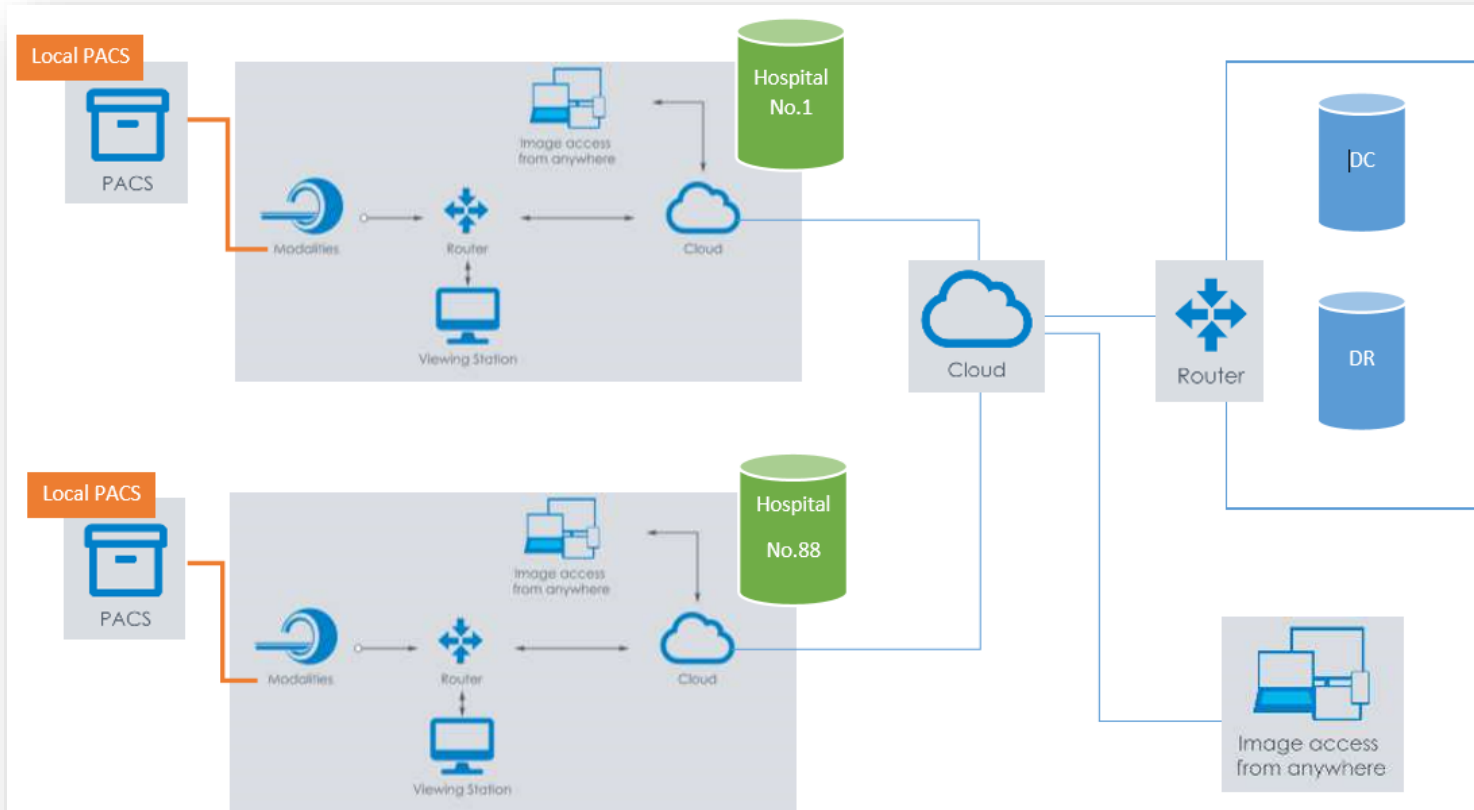 Local PACS
PACS
Image access
from anywhere
Modalities
Router
Cloud
Viewing Station
Hospital
No.1
Cloud
Router
DC
DR
Local PACS
PACS
Image access
from anywhere
Modalities
Router
Cloud
Viewing Station
Hospital
No.88
Image access
from anywhere